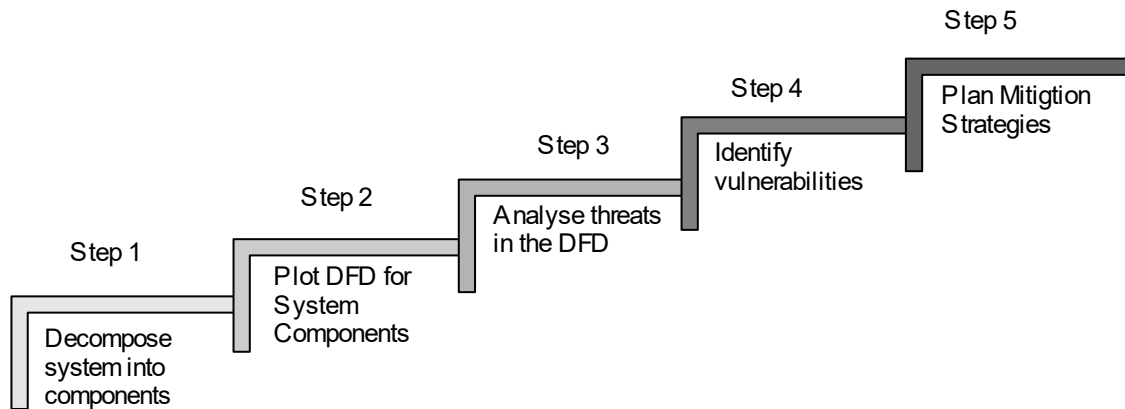 Step 1
Decompose
system into
components
Step 2
Plot DFD for
System
Components
Step 3
Analyse threats
in the DFD
Step 4
Identify
vulnerabilities
Step 5
Plan Mitigtion
Strategies